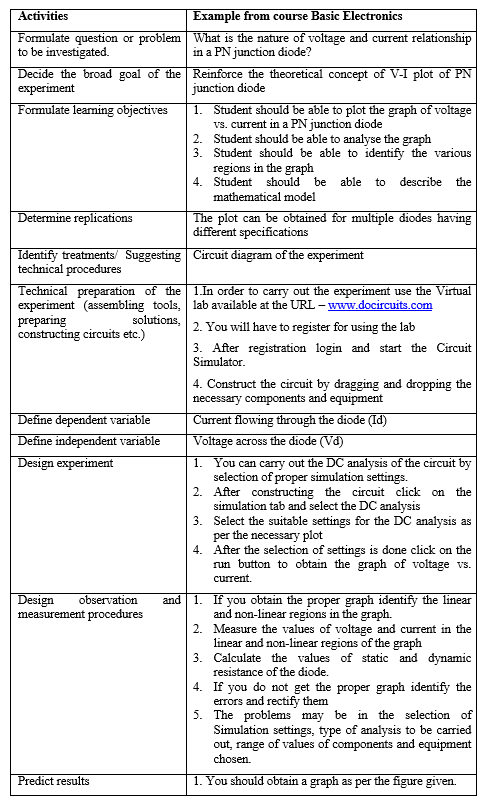 Activities
Example from course Basic Electronics
Formulate question or problem
to be investigated.
What is the nature of voltage and current relationship
in a PN junction diode?
Decide the broad goal of the
experiment
Reinforce the theoretical concept of V-I plot of PN
junction diode
Formulate learning objectives
1. Student should be able to plot the graph of voltage
vs. current in a PN junction diode
2. Student should be able to analyse the graph
3. Student should be able to identify the various
regions in the graph
4. Student should be able to describe the
mathematical model
Determine replications
The plot can be obtained for multiple diodes having
different specifications
Identify treatments/ Suggesting
technical procedures
Circuit diagram of the experiment
Technical preparation of the
experiment (assembling tools,
preparing solutions,
constructing circuits etc.)
1.In order to carry out the experiment use the Virtual
lab available at the URL – www.docircuits.com
2. You will have to register for using the lab
3. After registration login and start the Circuit
Simulator.
4. Construct the circuit by dragging and dropping the
necessary components and equipment
Define dependent variable
Current flowing through the diode (Id)
Define independent variable
Voltage across the diode (Vd)
Design experiment
1. You can carry out the DC analysis of the circuit by
selection of proper simulation settings.
2. After constructing the circuit click on the
simulation tab and select the DC analysis
3. Select the suitable settings for the DC analysis as
per the necessary plot
4. After the selection of settings is done click on the
run button to obtain the graph of voltage vs.
current.
Design observation and
measurement procedures
1. If you obtain the proper graph identify the linear
and non-linear regions in the graph.
2. Measure the values of voltage and current in the
linear and non-linear regions of the graph
3. Calculate the values of static and dynamic
resistance of the diode.
4. If you do not get the proper graph identify the
errors and rectify them
5. The problems may be in the selection of
Simulation settings, type of analysis to be carried
out, range of values of components and equipment
chosen.
Predict results
1. You should obtain a graph as per the figure given.